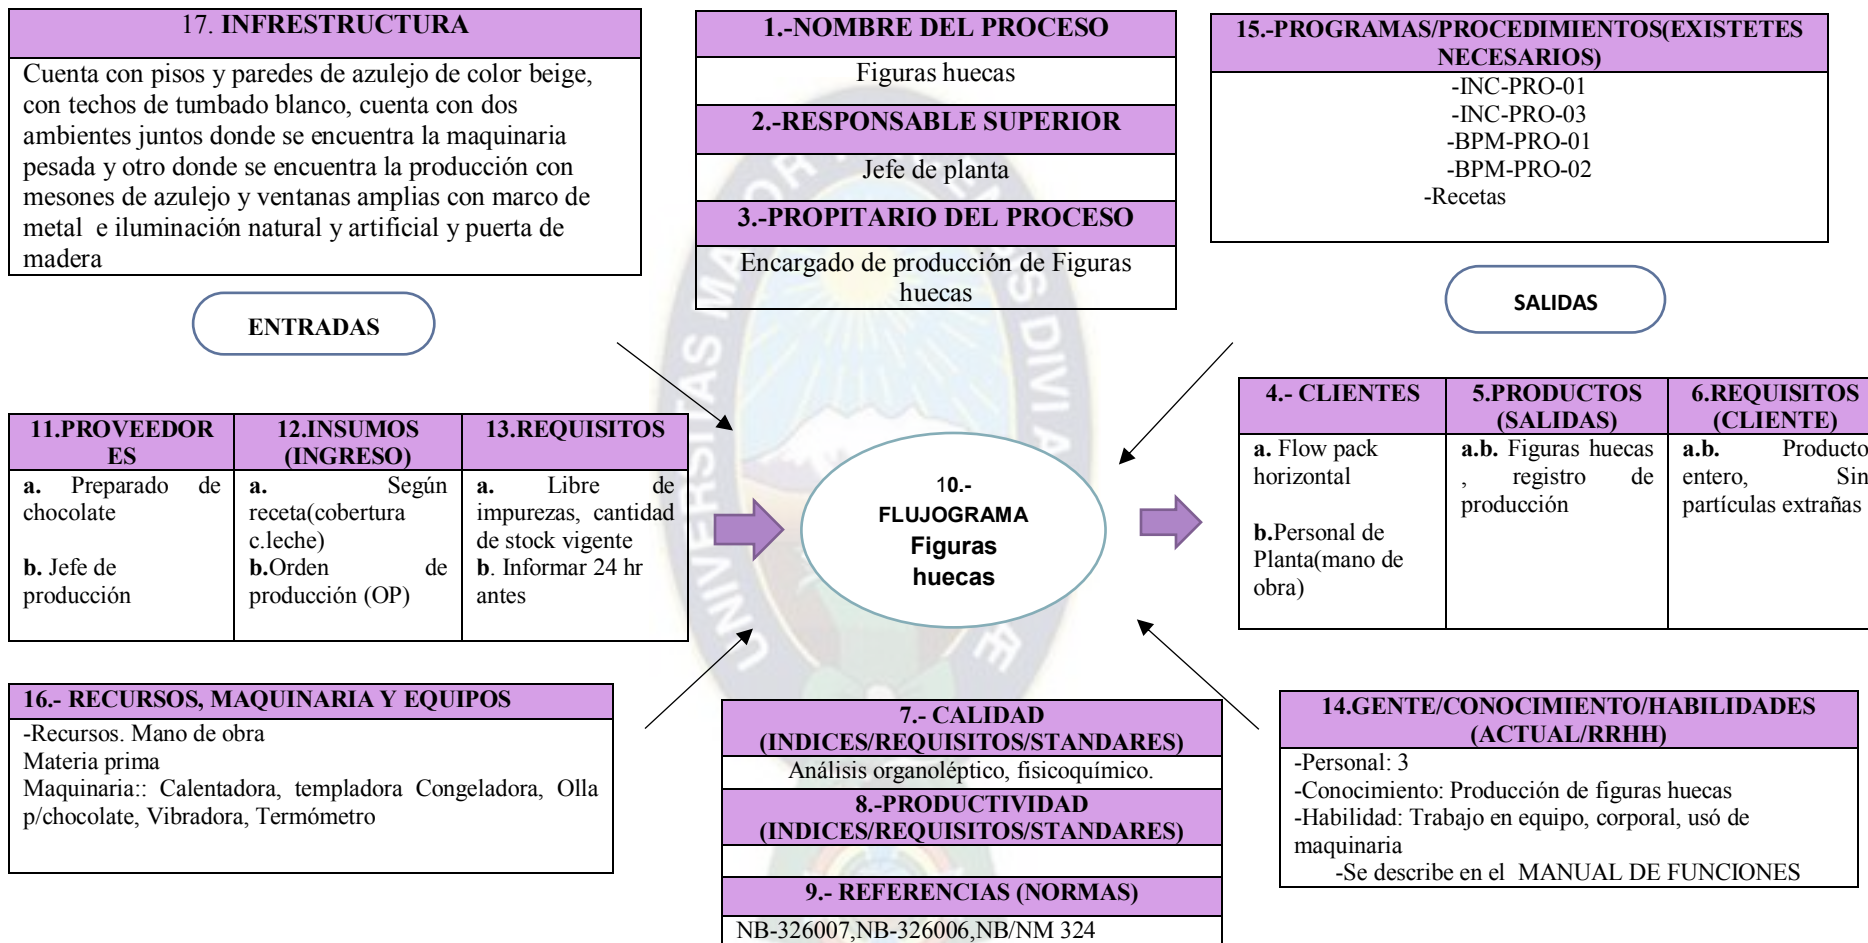 17. INFRESTRUCTURA
Cuenta con pisos y paredes de azulejo de color beige,
con techos de tumbado blanco, cuenta con dos
ambientes juntos donde se encuentra la maquinaria
pesada y otro donde se encuentra la producción con
mesones de azulejo y ventanas amplias con marco de
metal e iluminación natural y artificial y puerta de
madera
1.-NOMBRE DEL PROCESO
Figuras huecas
2.-RESPONSABLE SUPERIOR
Jefe de planta
3.-PROPITARIO DEL PROCESO
Encargado de producción de Figuras
huecas
15.-PROGRAMAS/PROCEDIMIENTOS(EXISTETES
NECESARIOS)
-INC-PRO-01
-INC-PRO-03
-BPM-PRO-01
-BPM-PRO-02
-Recetas
ENTRADAS
SALIDAS
11.PROVEEDOR
ES
a. Preparado de
chocolate
b. Jefe de
producción
12.INSUMOS
(INGRESO)
a. Según
receta(cobertura
c.leche)
b.Orden de
producción (OP)
13.REQUISITOS
a. Libre de
impurezas, cantidad
de stock vigente
b. Informar 24 hr
antes
10.-
FLUJOGRAMA
Figuras
huecas
4.- CLIENTES
a. Flow pack
horizontal
b.Personal de
Planta(mano de
obra)
5.PRODUCTOS
(SALIDAS)
a.b. Figuras huecas
, registro de
producción
6.REQUISITOS
(CLIENTE)
a.b. Producto
entero, Sin
partículas extrañas
16.- RECURSOS, MAQUINARIA Y EQUIPOS
-Recursos. Mano de obra
Materia prima
Maquinaria:: Calentadora, templadora Congeladora, Olla
p/chocolate, Vibradora, Termómetro
7.- CALIDAD
(INDICES/REQUISITOS/STANDARES)
Análisis organoléptico, fisicoquímico.
8.-PRODUCTIVIDAD
(INDICES/REQUISITOS/STANDARES)
9.- REFERENCIAS (NORMAS)
NB-326007,NB-326006,NB/NM 324
14.GENTE/CONOCIMIENTO/HABILIDADES
(ACTUAL/RRHH)
-Personal: 3
-Conocimiento: Producción de figuras huecas
-Habilidad: Trabajo en equipo, corporal, usó de
maquinaria
-Se describe en el MANUAL DE FUNCIONES